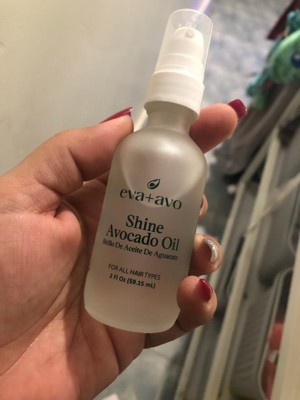 eva+avo
Shine
Avocado Oil
Brillo De Aceite De Aguacate
FOR ALL HAIR TYPES
2 Fl Oz (59.15 mL)